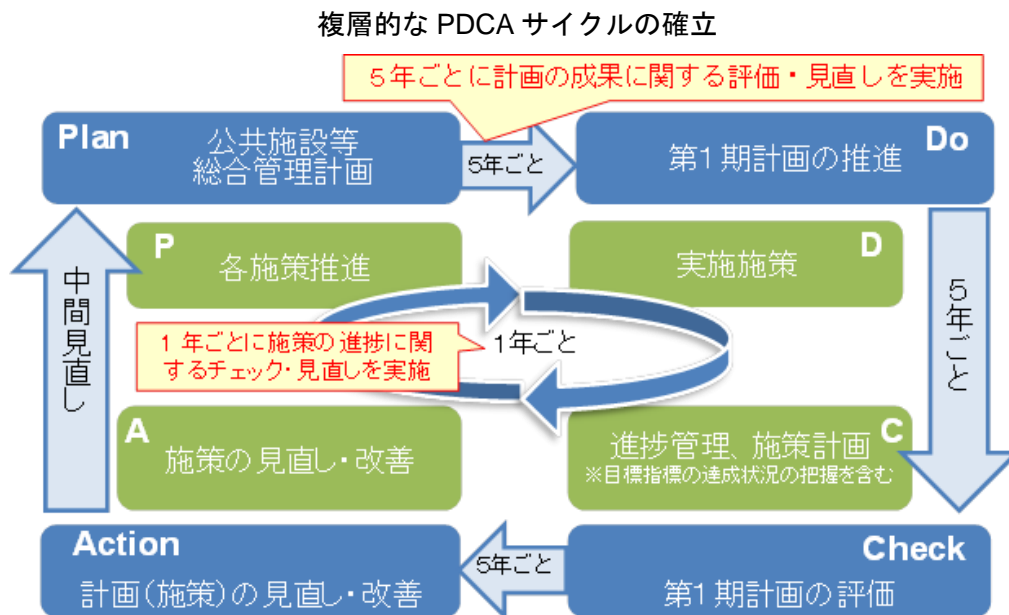 複層的な PDCA サイクルの確立
5年ごとに計画の成果に関する評価・見直しを実施
Plan
公共施設等
総合管理計画
5年ごと
Do
第1期計画の推進
P
各施策推進
D
実施施策
中間見直し
5年ごと
1年ごとに施策の進捗に関
するチェック・見直しを実施
1年ごと
A
施策の見直し・改善
C
進捗管理、施策計画
※目標指標の達成状況の把握を含む
Action
計画(施策)の見直し・改善
5年ごと
Check
第1期計画の評価